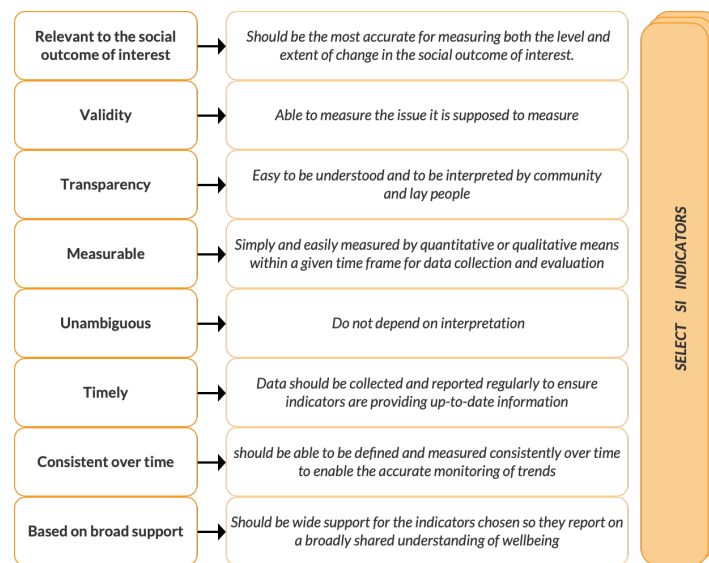 Relevant to the social
outcome of interest
Should be the most accurate for measuring both the level and
extent of change in the social outcome of interest.
Validity
Able to measure the issue it is supposed to measure
Transparency
Easy to be understood and to be interpreted by community
and lay people
Measurable
Simply and easily measured by quantitative or qualitative means
within a given time frame for data collection and evaluation
Unambiguous
Do not depend on interpretation
Timely
Data should be collected and reported regularly to ensure
indicators are providing up-to-date information
Consistent over time
should be able to be defined and measured consistently over time
to enable the accurate monitoring of trends
Based on broad support
Should be wide support for the indicators chosen so they report on
a broadly shared understanding of wellbeing
SELECT SI INDICATORS